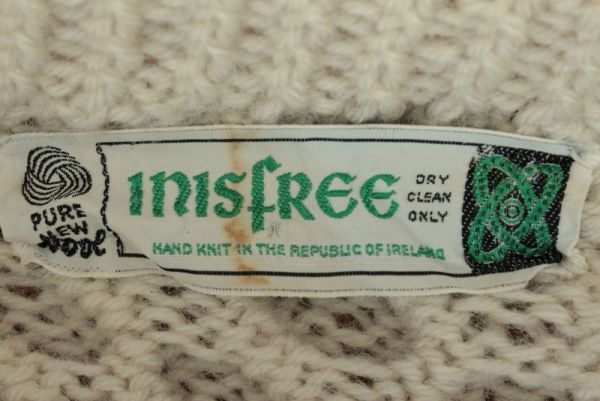 PURE
NEW
wool
INISFREE
DRY
CLEAN
ONLY
HAND KNIT IN THE REPUBLIC OF IRELAND